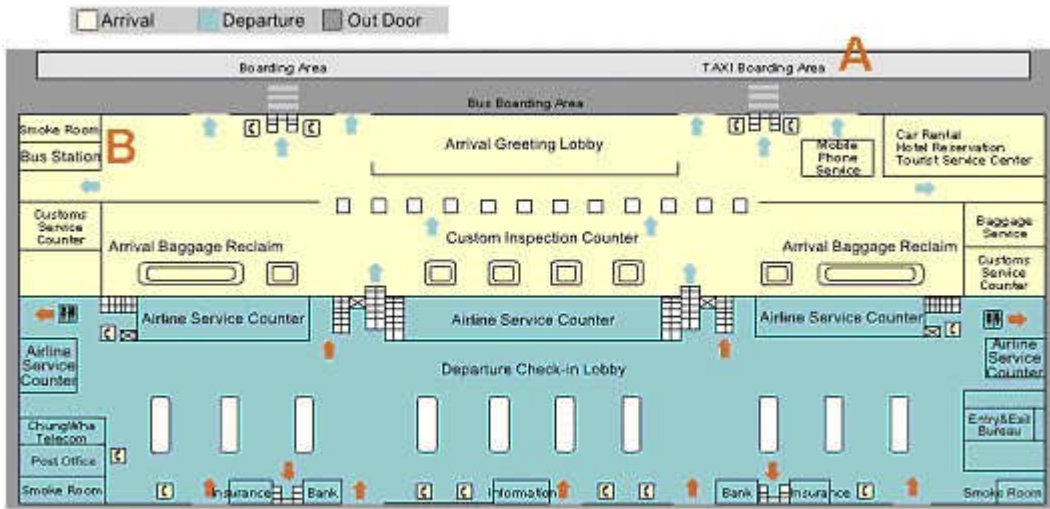 Arrival Departure Out Door
A
Boarding Area TAXI Boarding Area
Bus Boarding Area
Smoke Room
Bus Station
B
Arrival Greeting Lobby
Mobile
Phone
Service
Car Rental
Hotel Reservation
Tourist Service Center
Customs
Service
Counter
Arrival Baggage Reclaim
Custom Inspection Counter
Arrival Baggage Reclaim
Baggage
Service
Customs
Service
Counter
Airline Service Counter
Airline Service Counter
Airline Service Counter
Airline
Service
Counter
Departure Check-in Lobby
Airline
Service
Counter
ChungWha
Telecom
Post Office
Smoke Room
Entry&Exit
Bureau
Insurance
Bank
Information
Bank
Insurance
Smoke Room